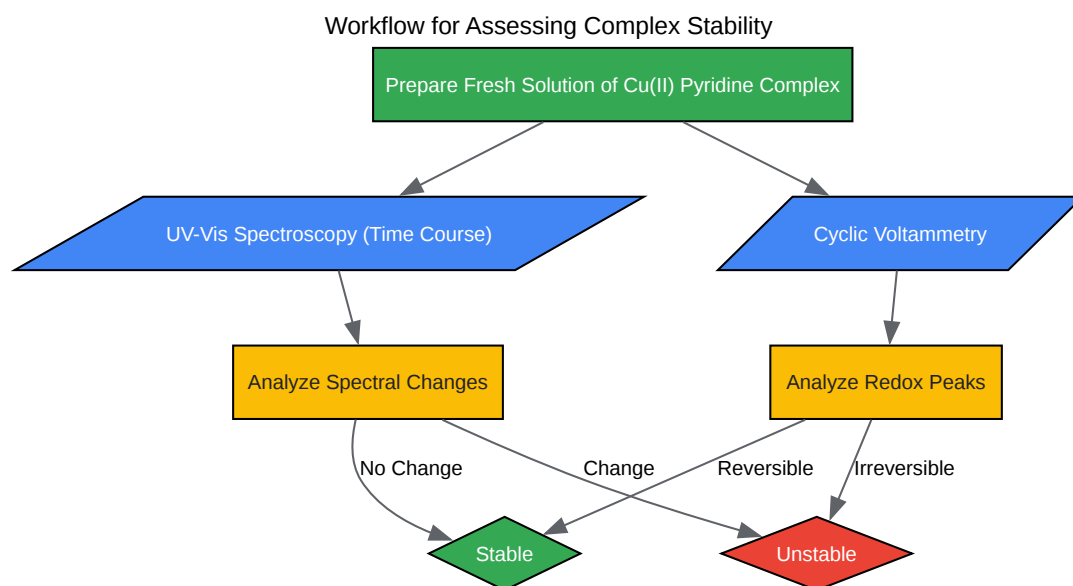 Workflow for Assessing Complex Stability
Prepare Fresh Solution of Cu(II) Pyridine Complex
UV-Vis Spectroscopy (Time Course)
Cyclic Voltammetry
Analyze Spectral Changes
Analyze Redox Peaks
No Change
Change
Reversible
Irreversible
Stable
Unstable